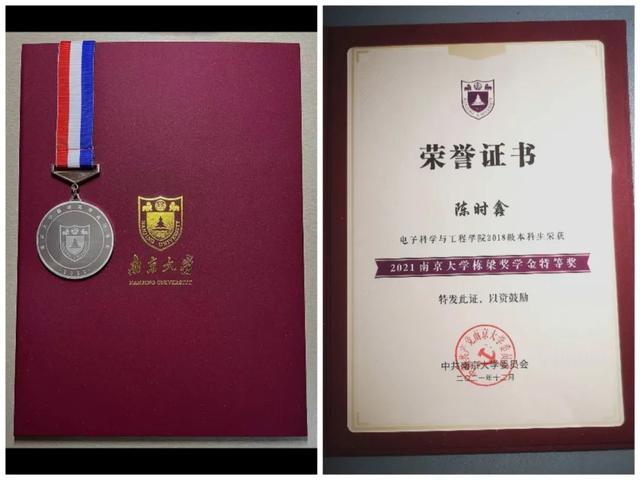 NANJING UNIVERSITY
南京大学
NANJING UNIVERSITY
荣誉证书
陈时鑫
电子科学与工程学院2018级本科生荣获
2021南京大学栋梁奖学金特等奖
特发此证，以资鼓励
中共南京大学委员会
二〇二一年十二月